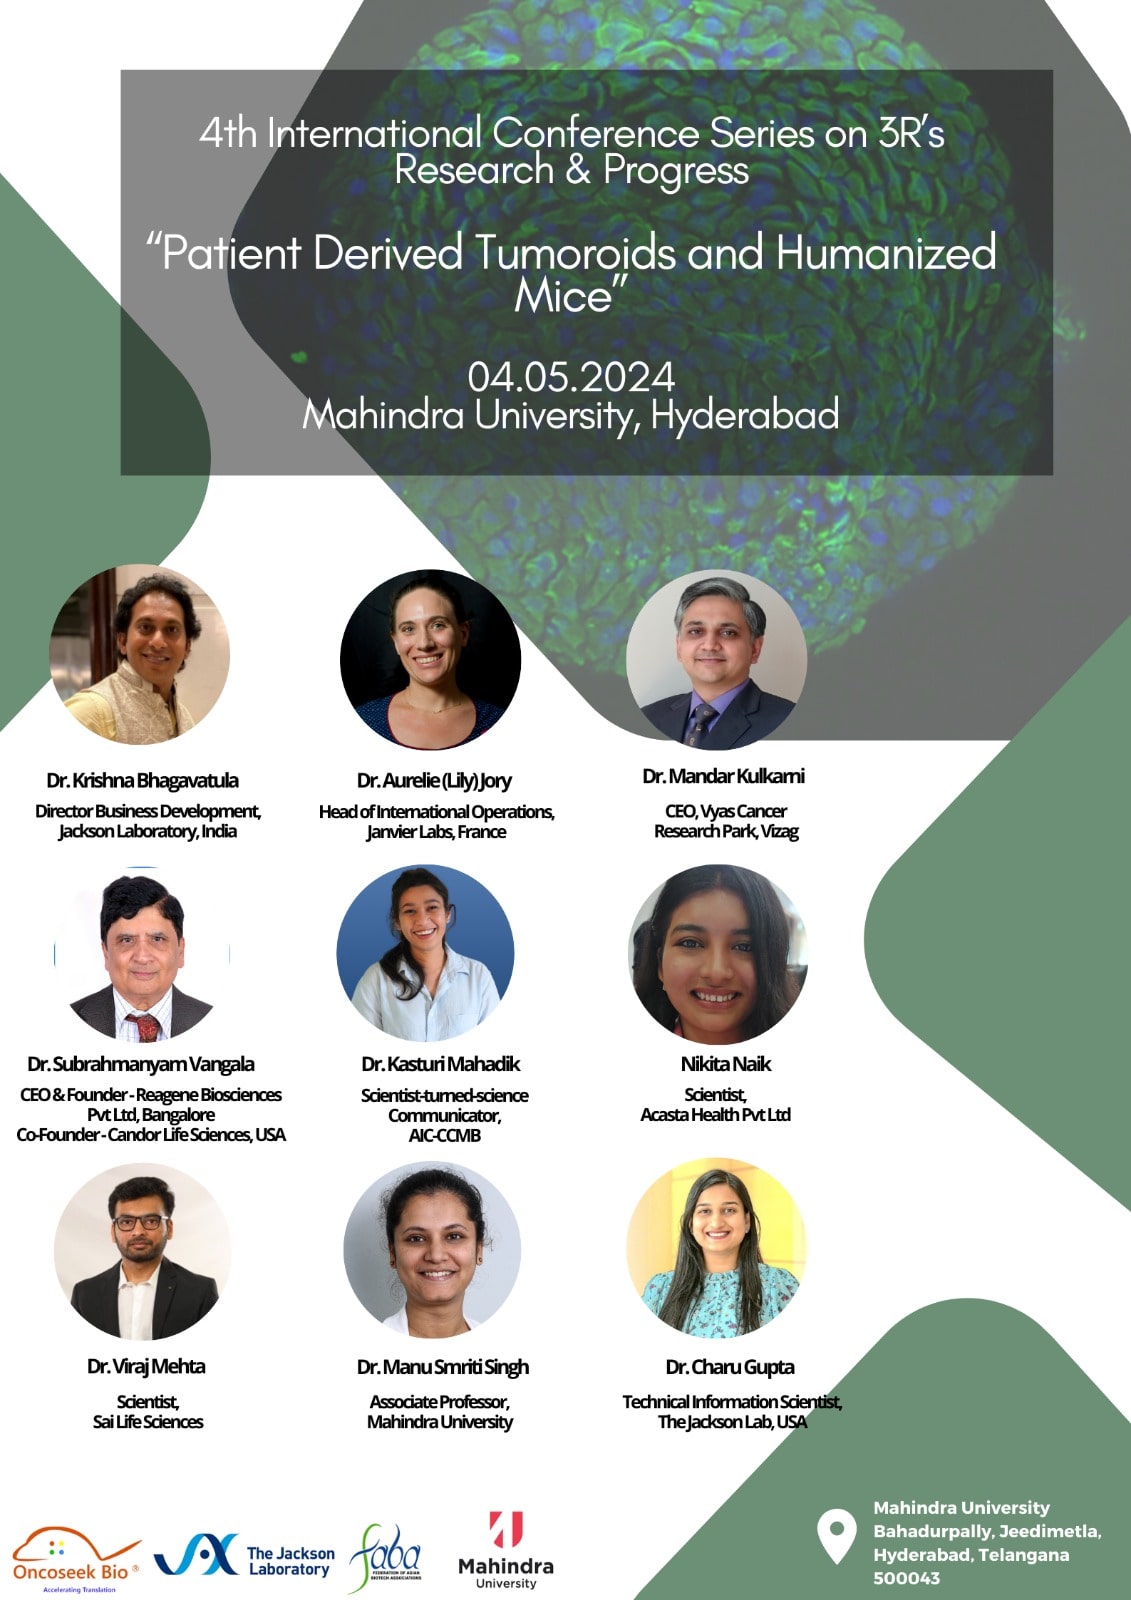 4th International Conference Series on 3R’s
Research & Progress
“Patient Derived Tumoroids and Humanized
Mice”
04.05.2024
Mahindra University, Hyderabad
Dr. Krishna Bhagavatula
Director Business Development,
Jackson Laboratory, India
Dr. Aurelie (Lily) Jory
Head of International Operations,
Janvier Labs, France
Dr. Mandar Kulkarni
CEO, Vyas Cancer
Research Park, Vizag
Dr. Subrahmanyam Vangala
CEO & Founder - Reagene Biosciences
Pvt Ltd, Bangalore
Co-Founder - Candor Life Sciences, USA
Dr. Kasturi Mahadik
Scientist-turned-science
Communicator,
AIC-CCMB
Nikita Naik
Scientist,
Acasta Health Pvt Ltd
Dr. Viraj Mehta
Scientist,
Sai Life Sciences
Dr. Manu Smriti Singh
Associate Professor,
Mahindra University
Dr. Charu Gupta
Technical Information Scientist,
The Jackson Lab, USA
Oncoseek Bio ®
Accelerating Translation
JAX
The Jackson
Laboratory
faba
FEDERATION OF ASIAN
BIOTECH ASSOCIATIONS
Mahindra
University
Mahindra University
Bahadurpally, Jeedimetla,
Hyderabad, Telangana
500043